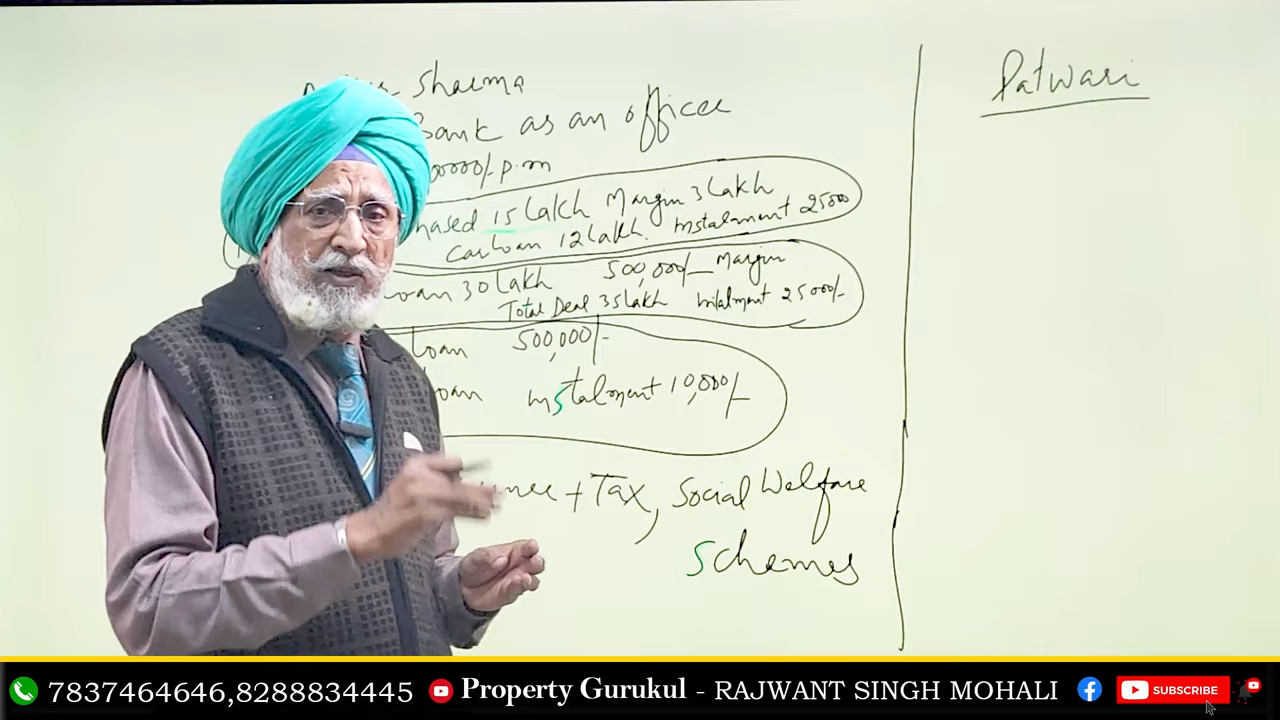 Sharma
Bank as an officer
0000/- p.m
hased 15 Lakh Margin 3 Lakh
Car Loan 12 Lakh. Instalment 25000
oan 30 Lakh 500,000/- Margin
Total Deal 35 Lakh Instalment 25000/-
Loan 500,000/-
oan Instalment 10,000/-
+ Tax, Social Welfare
Schemes
Patwari
7837464646,8288834445 Property Gurukul - RAJWANT SINGH MOHALI SUBSCRIBE